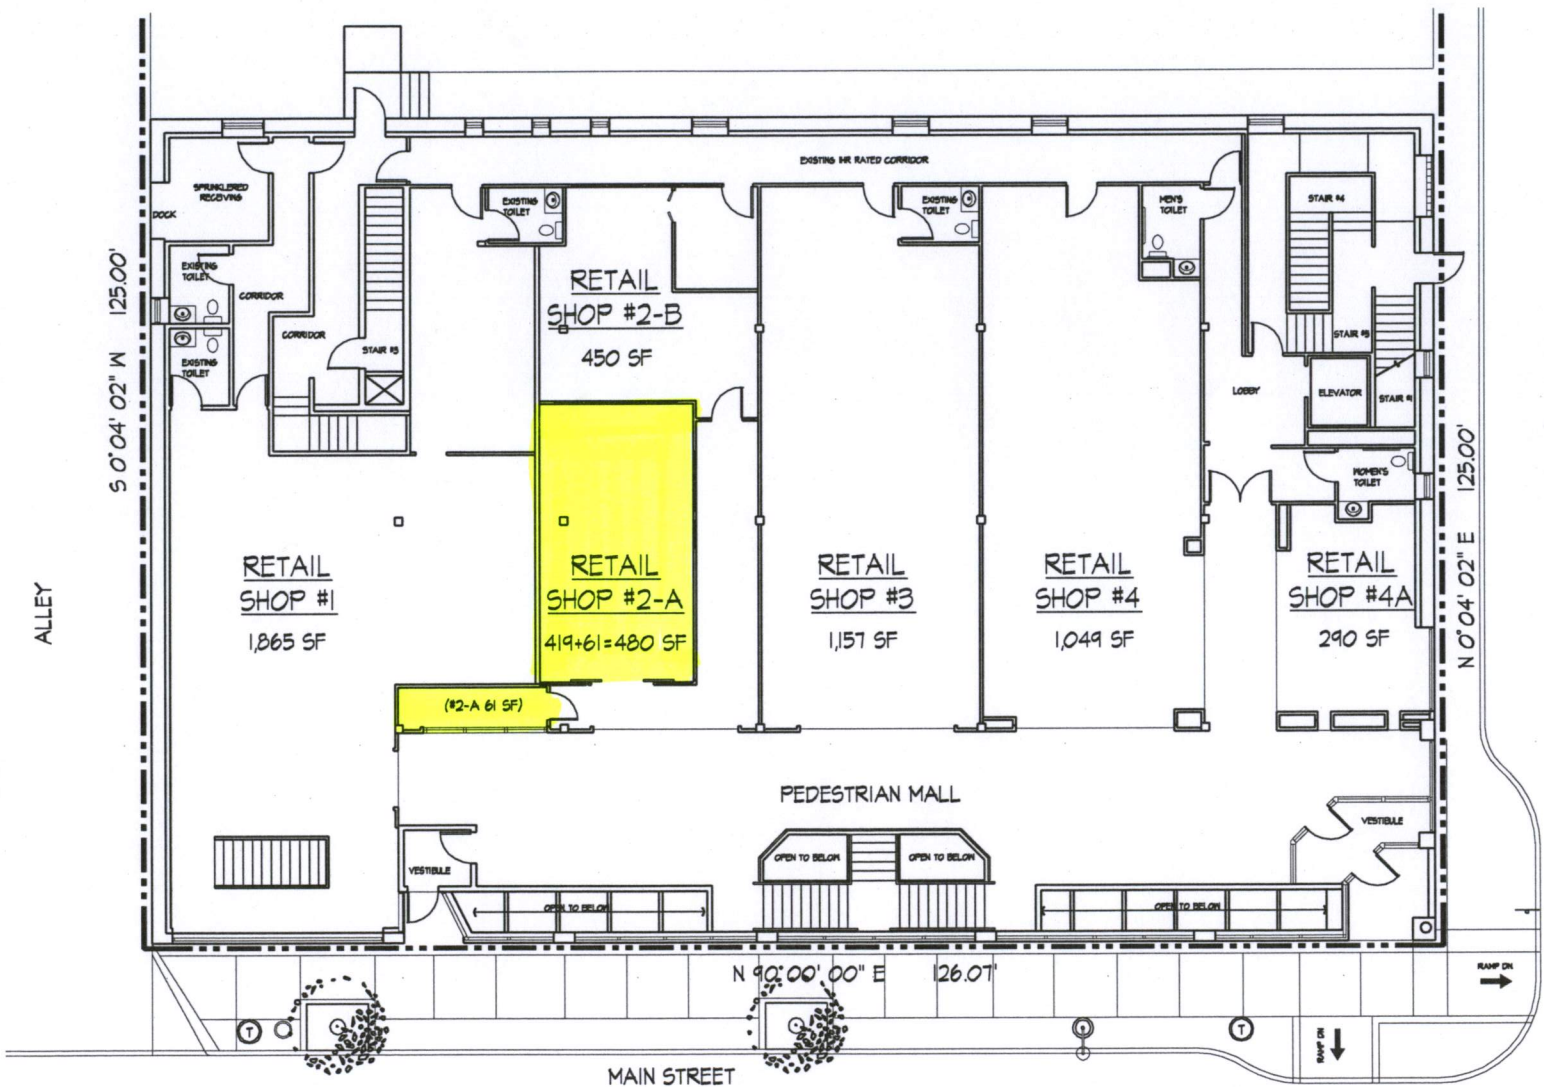 EXISTING 1HR RATED CORRIDOR
SPRINKLERED
RECEIVING
DOCK
EXISTING
TOILET
EXISTING
TOILET
MEN'S
TOILET
STAIR #4
EXISTING
TOILET
CORRIDOR
CORRIDOR
STAIR #3
EXISTING
TOILET
RETAIL
SHOP #2-B
450 SF
STAIR #5
LOBBY
ELEVATOR
STAIR #1
WOMEN'S
TOILET
S 0°04' 02" W 125.00'
N 0°04' 02" E 125.00'
ALLEY
RETAIL
SHOP #1
1,865 SF
RETAIL
SHOP #2-A
419+61=480 SF
(#2-A 61 SF)
RETAIL
SHOP #3
1,157 SF
RETAIL
SHOP #4
1,049 SF
RETAIL
SHOP #4A
290 SF
PEDESTRIAN MALL
VESTIBULE
VESTIBULE
OPEN TO BELOW
OPEN TO BELOW
OPEN TO BELOW
OPEN TO BELOW
N 90°00' 00" E 126.07'
RAMP DN
RAMP DN
T
T
MAIN STREET